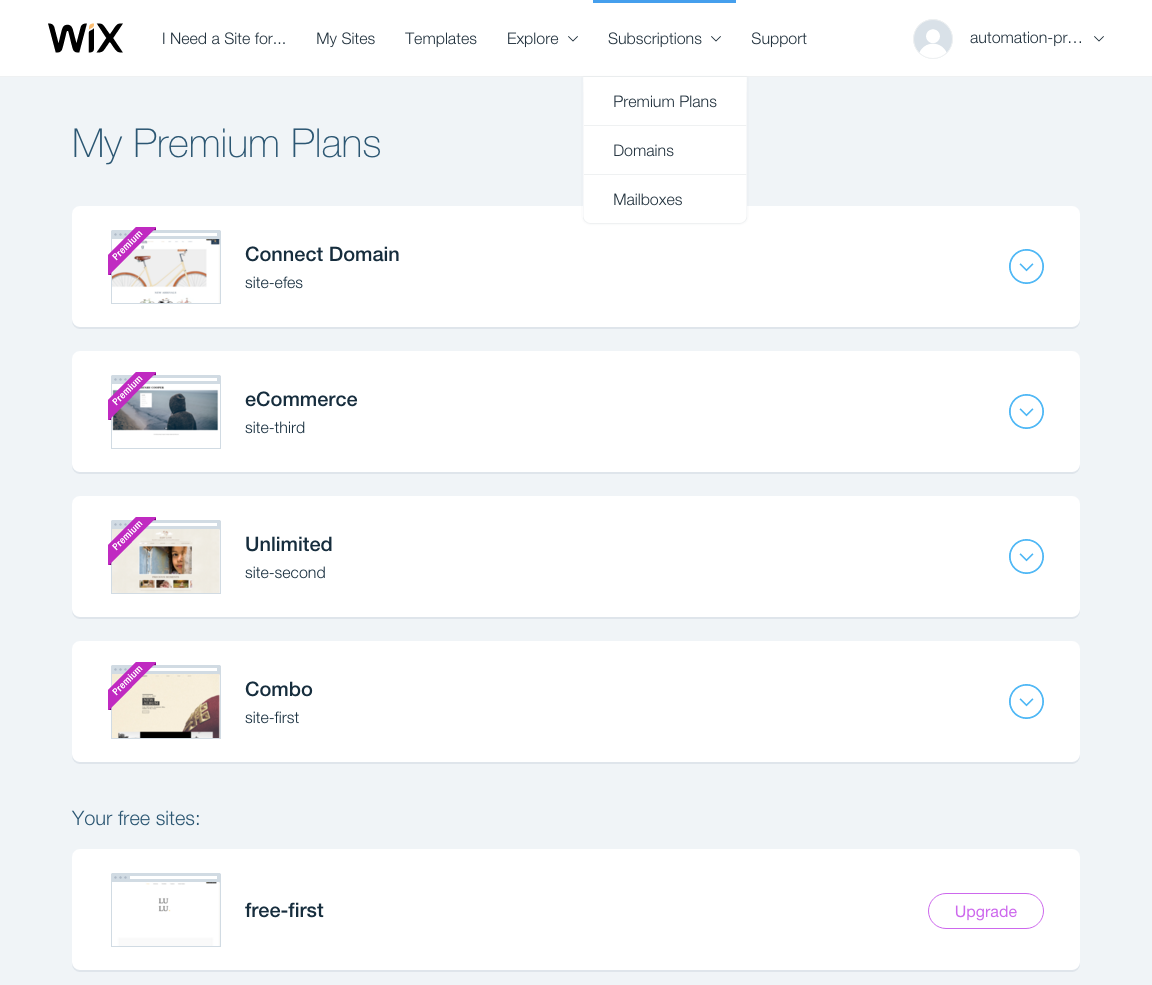 WiX
I Need a Site for...
My Sites
Templates
Explore
Subscriptions
Support
automation-pr...
Premium Plans
Domains
Mailboxes
My Premium Plans
Premium
Connect Domain
site-efes
Premium
eCommerce
site-third
Premium
Unlimited
site-second
Premium
Combo
site-first
Your free sites:
LU
LU
free-first
Upgrade